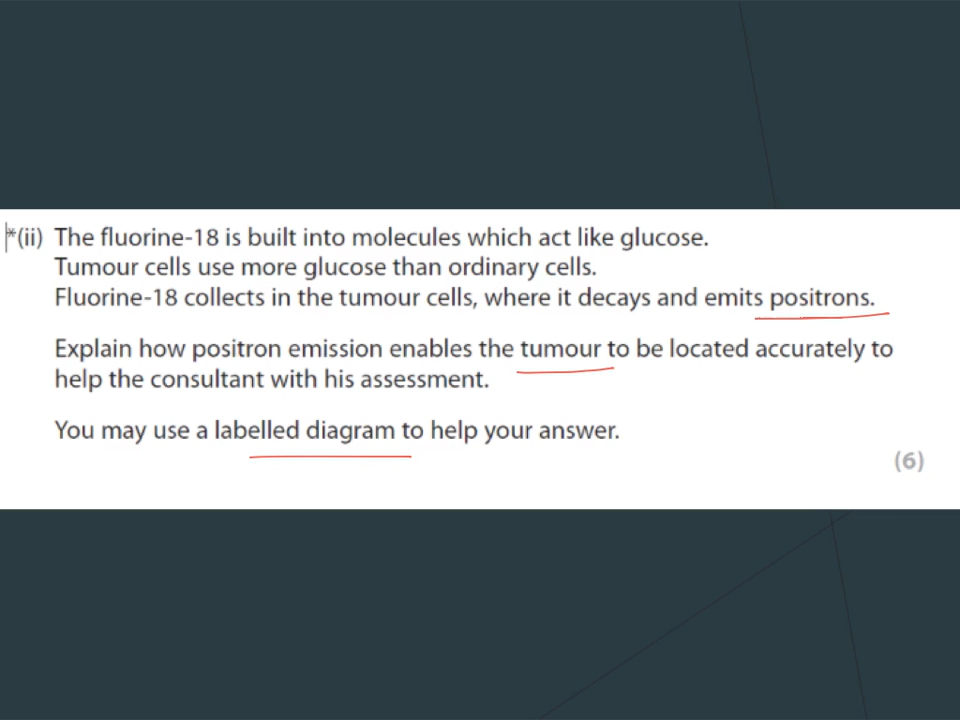 *(ii) The fluorine-18 is built into molecules which act like glucose.
Tumour cells use more glucose than ordinary cells.
Fluorine-18 collects in the tumour cells, where it decays and emits positrons.
Explain how positron emission enables the tumour to be located accurately to
help the consultant with his assessment.
You may use a labelled diagram to help your answer.
(6)